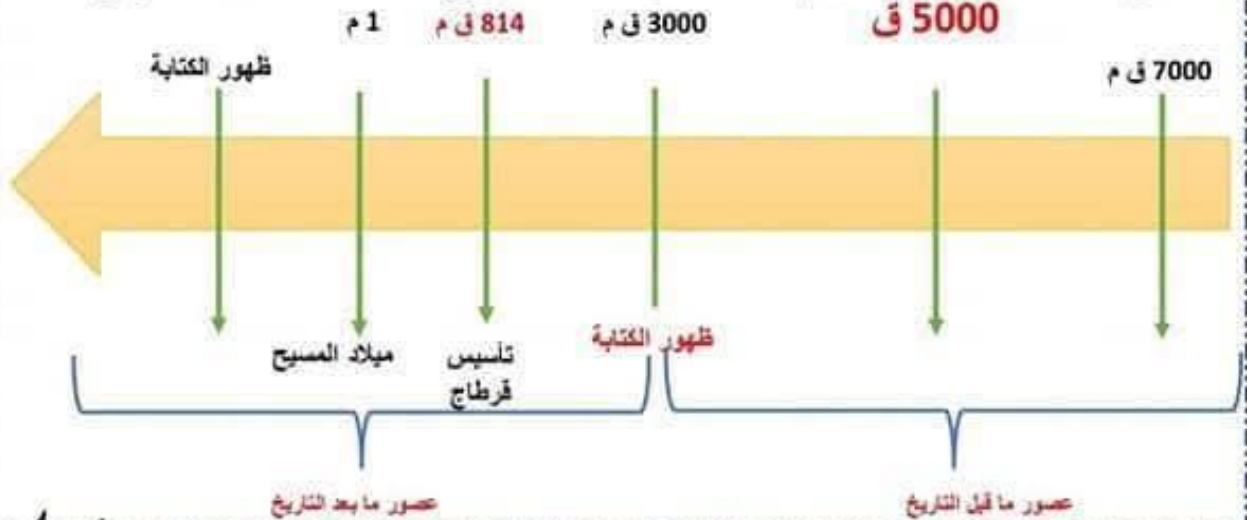 5000 ق
3000 ق م
814 ق م
1 م
7000 ق م
ظهور الكتابة
ظهور الكتابة
تأسيس
قرطاج
ميلاد المسيح
عصور ما قبل التاريخ
عصور ما بعد التاريخ